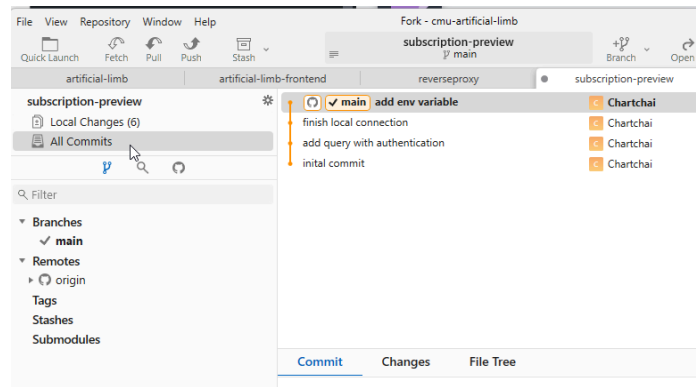 File View Repository Window Help Fork - cmu-artificial-limb
Quick Launch Fetch Pull Push Stash subscription-preview main Branch Open
artificial-limb artificial-limb-frontend reverseproxy subscription-preview
subscription-preview
Local Changes (6)
All Commits
Filter
Branches
main
Remotes
origin
Tags
Stashes
Submodules
main add env variable C Chartchai
finish local connection C Chartchai
add query with authentication C Chartchai
inital commit C Chartchai
Commit Changes File Tree